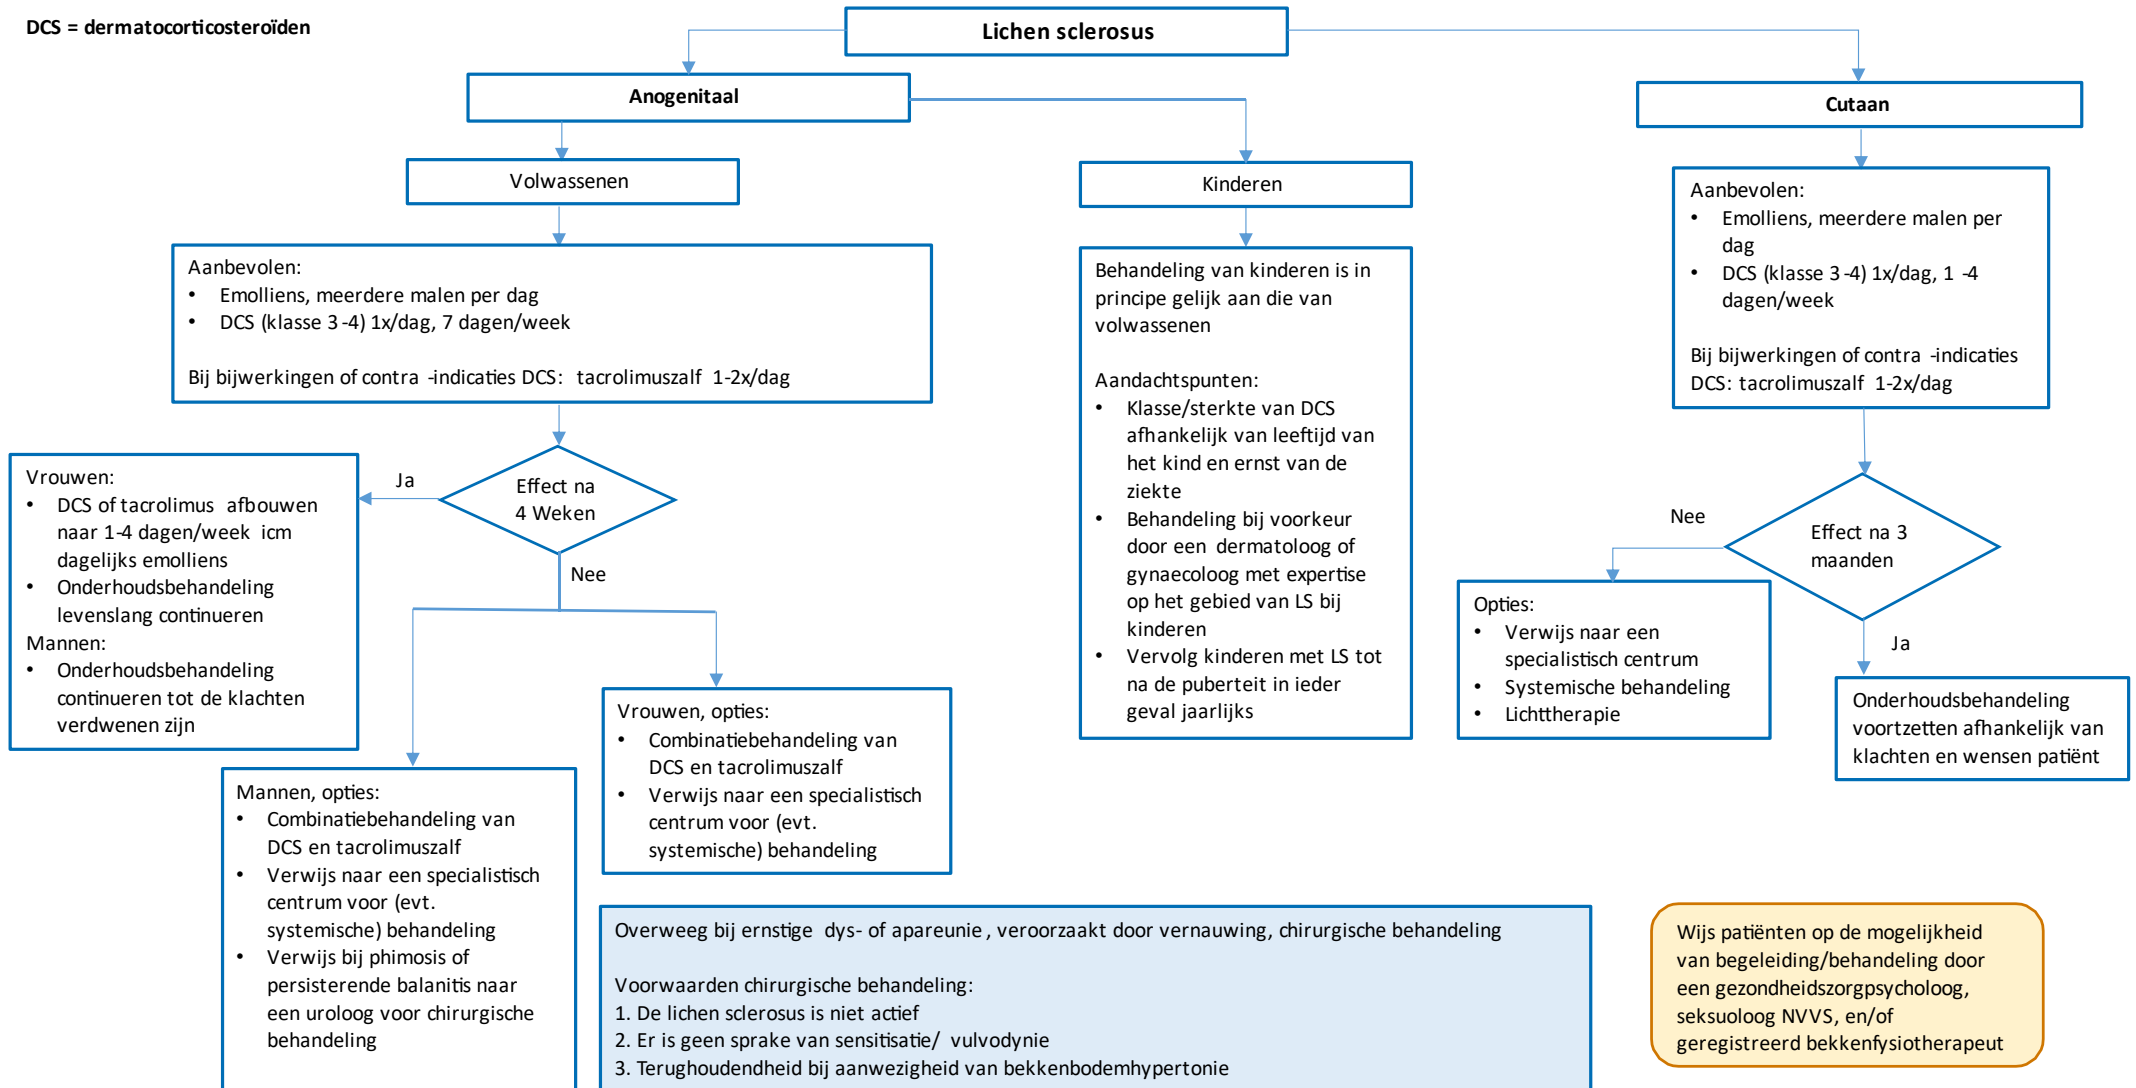 DCS = dermatocorticosteroïden
Lichen sclerosus
Anogenitaal
Cutaan
Volwassenen
Kinderen
Aanbevolen:
• Emolliens, meerdere malen per dag
• DCS (klasse 3-4) 1x/dag, 7 dagen/week
Bij bijwerkingen of contra-indicaties DCS: tacrolimuszalf 1-2x/dag
Effect na
4 Weken
Ja
Nee
Vrouwen:
• DCS of tacrolimus afbouwen
naar 1-4 dagen/week icm
dagelijks emolliens
• Onderhoudsbehandeling
levenslang continueren
Mannen:
• Onderhoudsbehandeling
continueren tot de klachten
verdwenen zijn
Mannen, opties:
• Combinatiebehandeling van
DCS en tacrolimuszalf
• Verwijs naar een specialistisch
centrum voor (evt.
systemische) behandeling
• Verwijs bij phimosis of
persisterende balanitis naar
een uroloog voor chirurgische
behandeling
Vrouwen, opties:
• Combinatiebehandeling van
DCS en tacrolimuszalf
• Verwijs naar een specialistisch
centrum voor (evt.
systemische) behandeling
Behandeling van kinderen is in
principe gelijk aan die van
volwassenen
Aandachtspunten:
• Klasse/sterkte van DCS
afhankelijk van leeftijd van
het kind en ernst van de
ziekte
• Behandeling bij voorkeur
door een dermatoloog of
gynaecoloog met expertise
op het gebied van LS bij
kinderen
• Vervolg kinderen met LS tot
na de puberteit in ieder
geval jaarlijks
Aanbevolen:
• Emolliens, meerdere malen per
dag
• DCS (klasse 3-4) 1x/dag, 1-4
dagen/week
Bij bijwerkingen of contra-indicaties
DCS: tacrolimuszalf 1-2x/dag
Effect na 3
maanden
Nee
Ja
Opties:
• Verwijs naar een
specialistisch centrum
• Systemische behandeling
• Lichttherapie
Onderhoudsbehandeling
voortzetten afhankelijk van
klachten en wensen patiënt
Overweeg bij ernstige dys- of apareunie, veroorzaakt door vernauwing, chirurgische behandeling
Voorwaarden chirurgische behandeling:
1. De lichen sclerosus is niet actief
2. Er is geen sprake van sensitisatie/ vulvodynie
3. Terughoudendheid bij aanwezigheid van bekkenbodemhypertonie
Wijs patiënten op de mogelijkheid
van begeleiding/behandeling door
een gezondheidszorgpsycholoog,
seksuoloog NVVS, en/of
geregistreerd bekkenfysiotherapeut